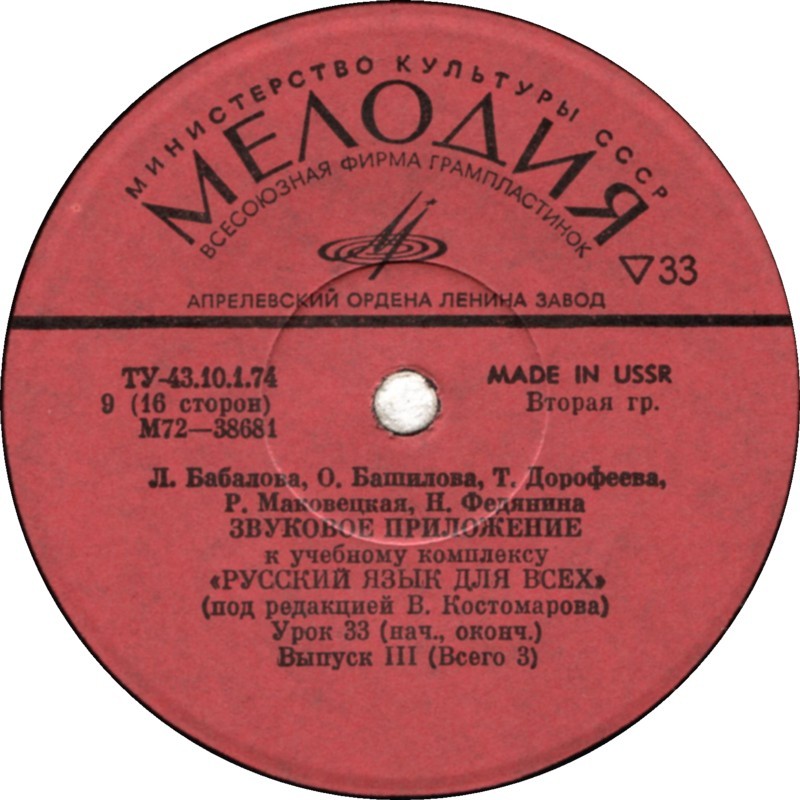 МИНИСТЕРСТВО КУЛЬТУРЫ СССР
МЕЛОДИЯ
ВСЕСОЮЗНАЯ ФИРМА ГРАМПЛАСТИНОК
▽33
АПРЕЛЕВСКИЙ ОРДЕНА ЛЕНИНА ЗАВОД
ТУ-43.10.1.74
9 (16 сторон)
М72—38681
MADE IN USSR
Вторая гр.
Л. Бабалова, О. Башилова, Т. Дорофеева,
Р. Маковецкая, Н. Федянина
ЗВУКОВОЕ ПРИЛОЖЕНИЕ
к учебному комплексу
«РУССКИЙ ЯЗЫК ДЛЯ ВСЕХ»
(под редакцией В. Костомарова)
Урок 33 (нач., оконч.)
Выпуск III (Всего 3)